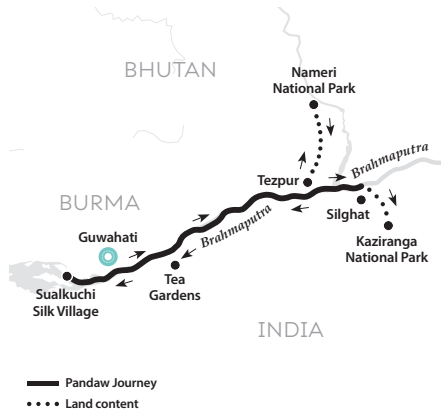 BHUTAN
Nameri
National Park
Brahmaputra
Tezpur
BURMA
Silghat
Guwahati
Brahmaputra
Kaziranga
National Park
Tea
Gardens
Sualkuchi
Silk Village
INDIA
Pandaw Journey
Land content